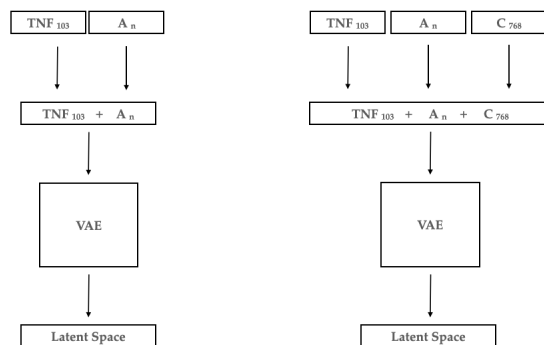 TNF 103 A n TNF 103 A n C 768
TNF 103 + A n TNF 103 + A n + C 768
VAE VAE
Latent Space Latent Space